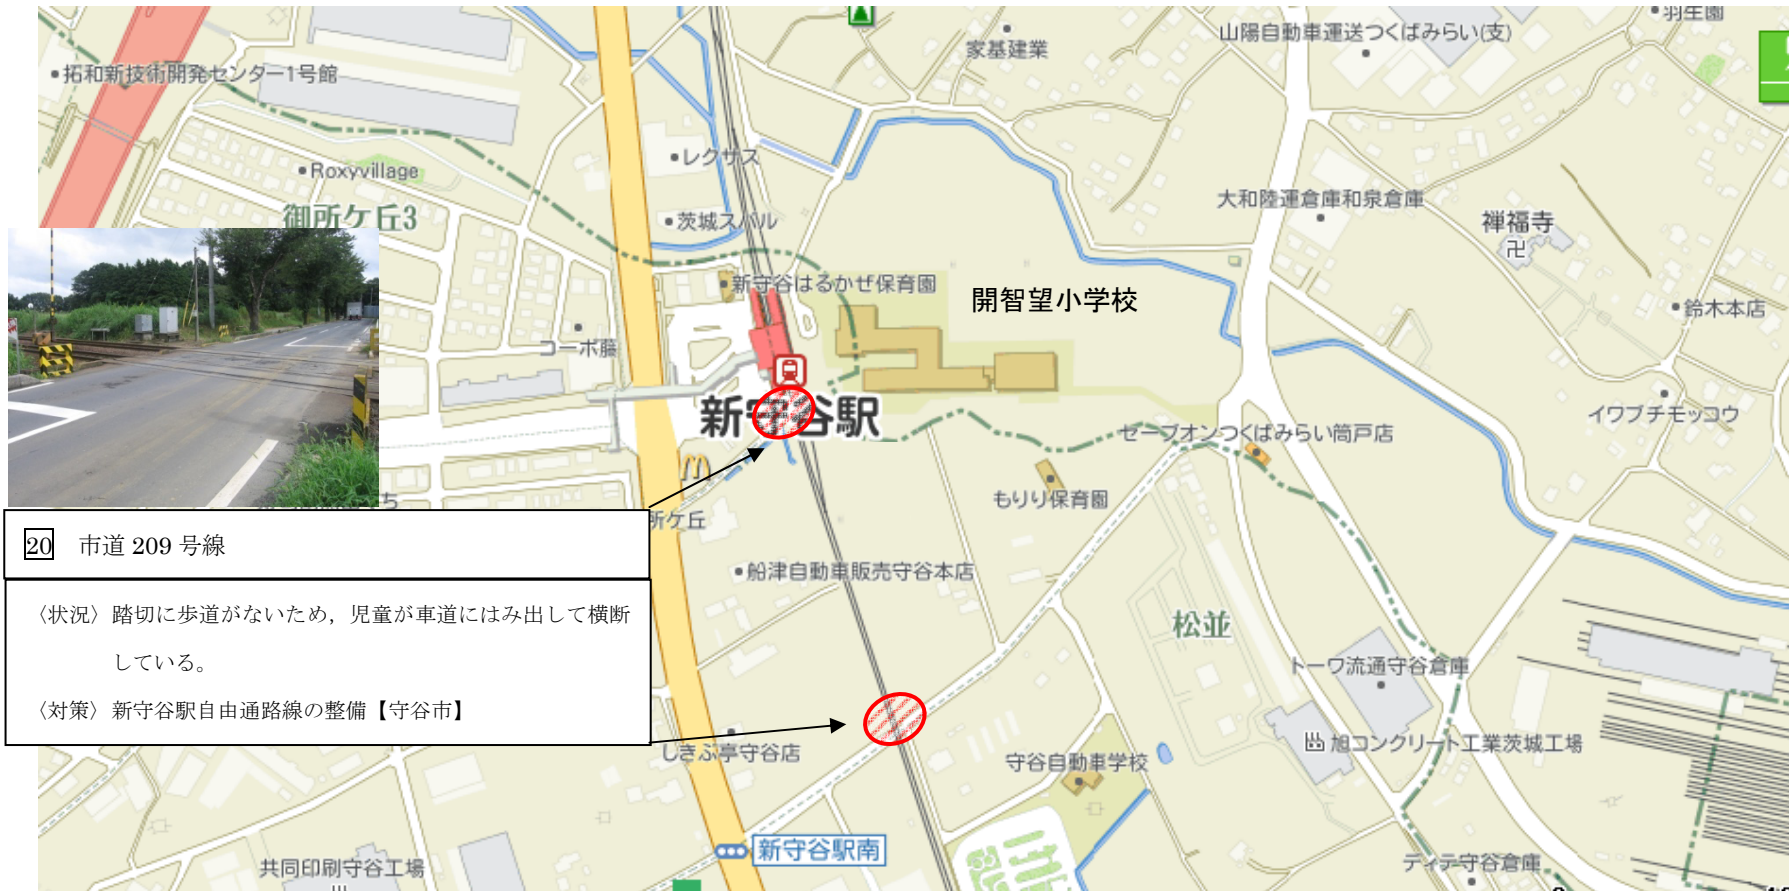 羽生園
山陽自動車運送つくばみらい(支)
家基建業
拓和新技術開発センター1号館
レクサス
Roxyvillage
大和陸運倉庫和泉倉庫
御所ケ丘3
茨城スバル
禅福寺
卍
新守谷はるかぜ保育園
開智望小学校
鈴木本店
コーポ藤
新守谷駅
イワブチモッコウ
セーブオンつくばみらい筒戸店
もりり保育園
所ケ丘
20 市道 209 号線
船津自動車販売守谷本店
〈状況〉踏切に歩道がないため，児童が車道にはみ出して横断
している。
〈対策〉新守谷駅自由通路線の整備【守谷市】
松並
トーワ流通守谷倉庫
しきぶ亭守谷店
守谷自動車学校
旭コンクリート工業茨城工場
新守谷駅南
共同印刷守谷工場
ディテ守谷倉庫